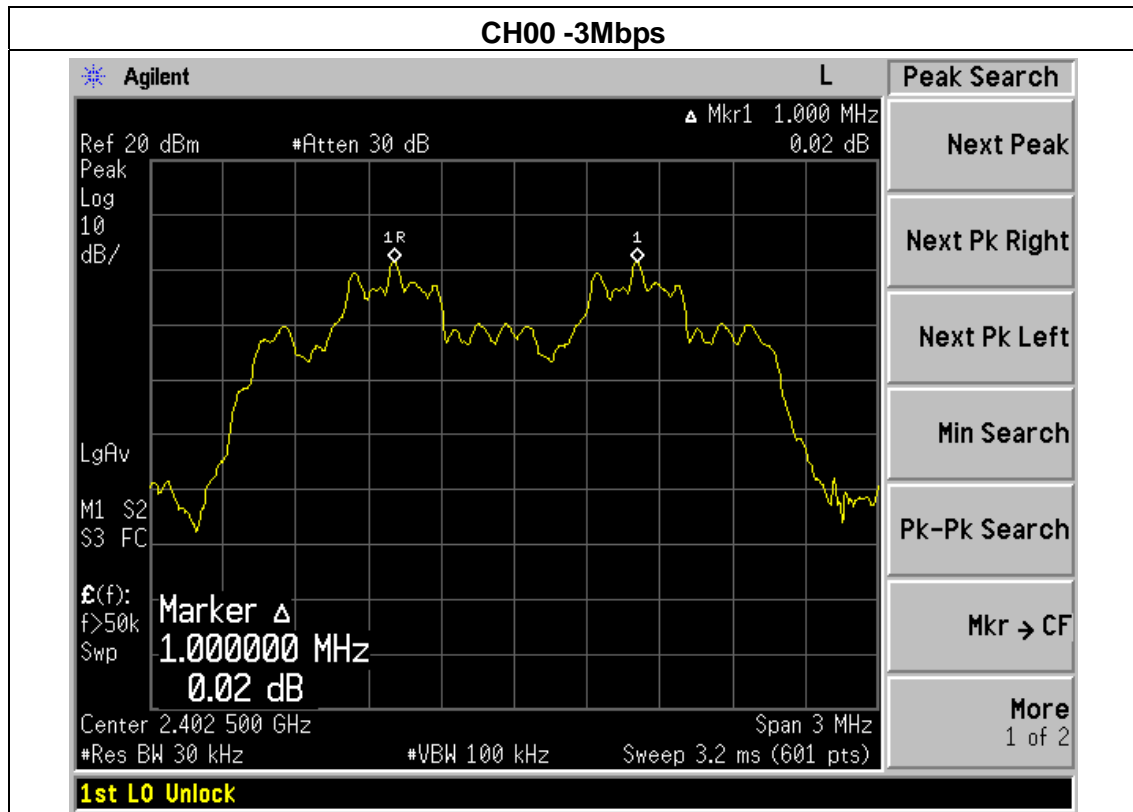 CH00 -3Mbps
Agilent L Peak Search
Δ Mkr1 1.000 MHz
Ref 20 dBm #Atten 30 dB 0.02 dB
Peak
Log
10
dB/
1R 1
LgAv
M1 S2
S3 FC
£(f):
f>50k
Swp
Marker Δ
1.000000 MHz
0.02 dB
Center 2.402 500 GHz Span 3 MHz
#Res BW 30 kHz #VBW 100 kHz Sweep 3.2 ms (601 pts)
1st LO Unlock
Next Peak
Next Pk Right
Next Pk Left
Min Search
Pk-Pk Search
Mkr → CF
More
1 of 2